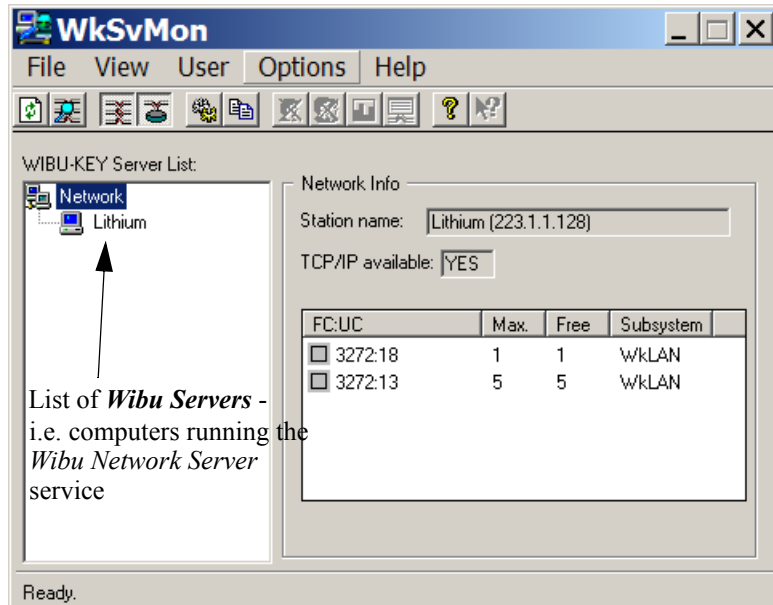 WkSvMon
File View User Options Help
WIBU-KEY Server List:
Network
Lithium
List of Wibu Servers -
i.e. computers running the
Wibu Network Server
service
Network Info
Station name: Lithium (223.1.1.128)
TCP/IP available: YES
FC:UC Max. Free Subsystem
3272:18 1 1 WkLAN
3272:13 5 5 WkLAN
Ready.